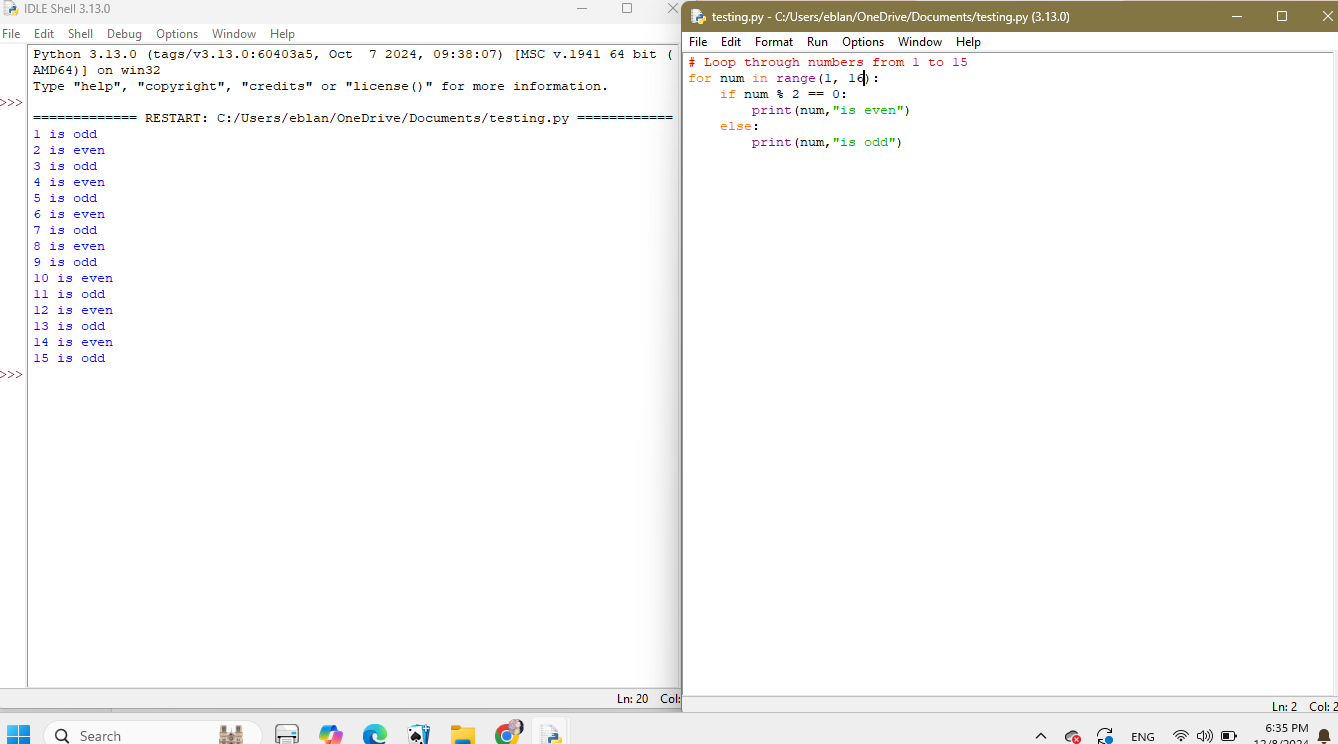 IDLE Shell 3.13.0
File Edit Shell Debug Options Window Help
Python 3.13.0 (tags/v3.13.0:60403a5, Oct  7 2024, 09:38:07) [MSC v.1941 64 bit (
AMD64)] on win32
Type "help", "copyright", "credits" or "license()" for more information.
>>>
============= RESTART: C:/Users/eblan/OneDrive/Documents/testing.py ============
1 is odd
2 is even
3 is odd
4 is even
5 is odd
6 is even
7 is odd
8 is even
9 is odd
10 is even
11 is odd
12 is even
13 is odd
14 is even
15 is odd
>>>
Ln: 20 Col:
testing.py - C:/Users/eblan/OneDrive/Documents/testing.py (3.13.0)
File Edit Format Run Options Window Help
# Loop through numbers from 1 to 15
for num in range(1, 16):
    if num % 2 == 0:
        print(num,"is even")
    else:
        print(num,"is odd")
Ln: 2 Col: 2
Search
ENG
6:35 PM
12/8/2024